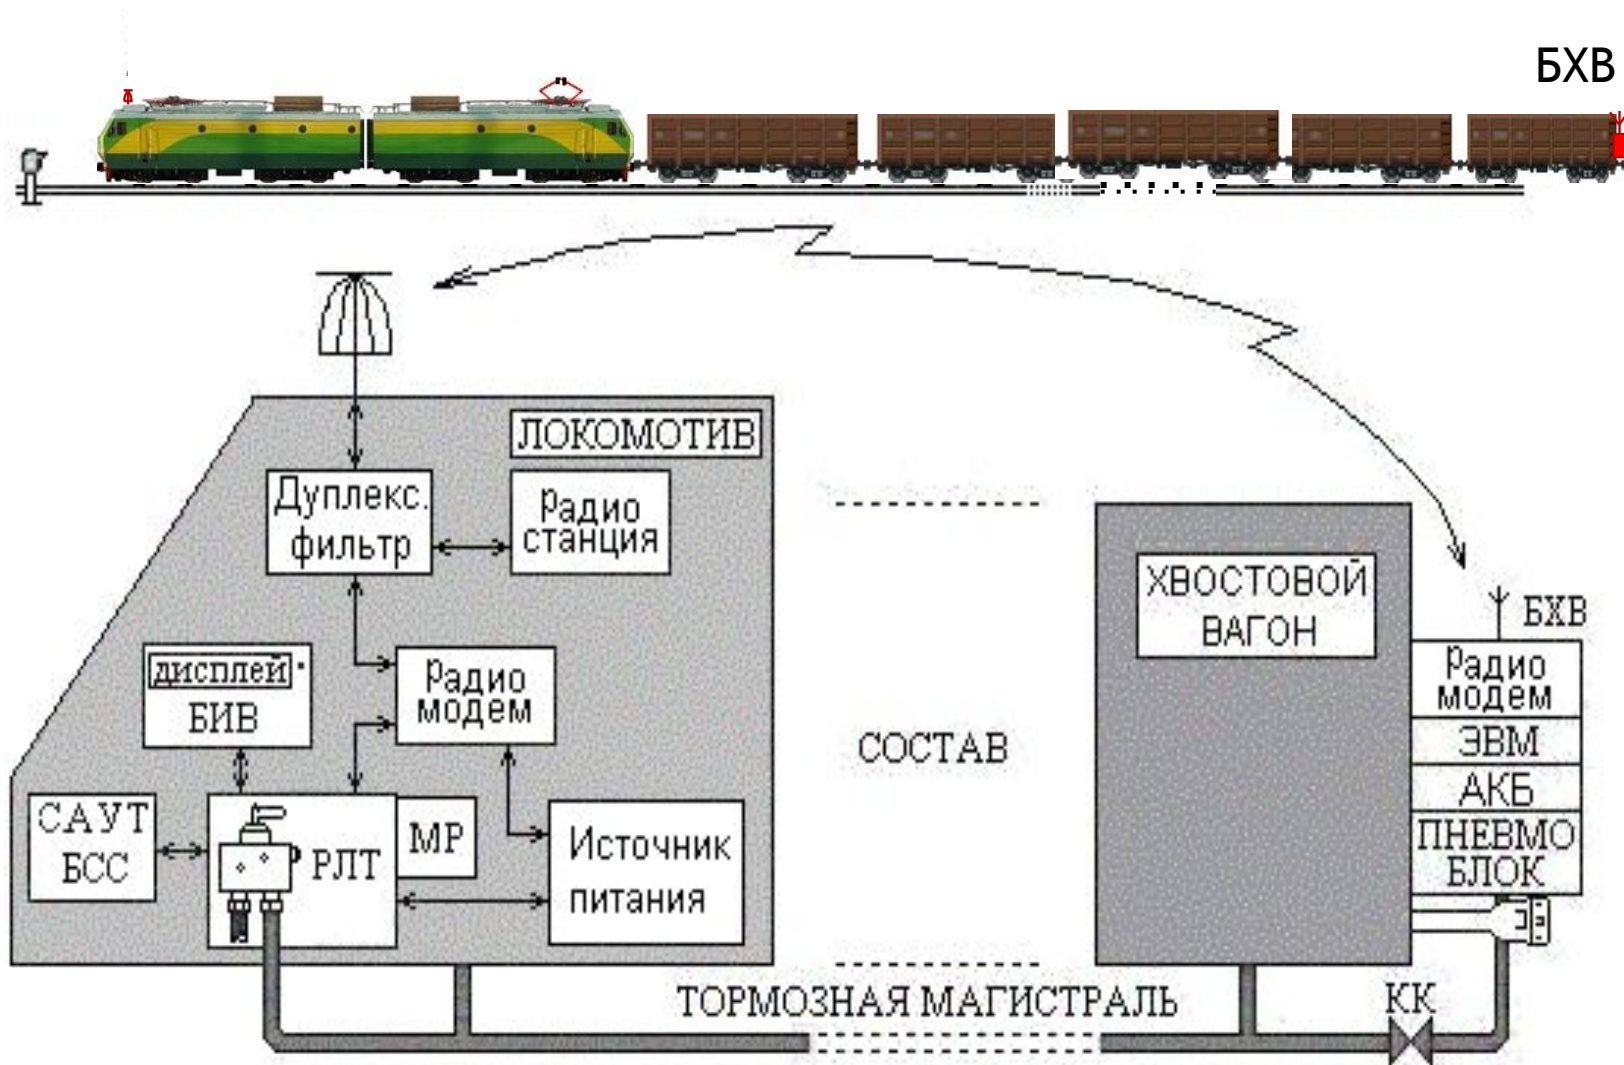 БХВ
ЛОКОМОТИВ
Дуплекс.
фильтр
Радио
станция
ХВОСТОВОЙ
ВАГОН
БХВ
дисплей
БИВ
Радио
модем
Радио
модем
СОСТАВ
ЭВМ
АКБ
САУТ
БСС
РЛТ
МР
Источник
питания
ПНЕВМО
БЛОК
ТОРМОЗНАЯ МАГИСТРАЛЬ
КК